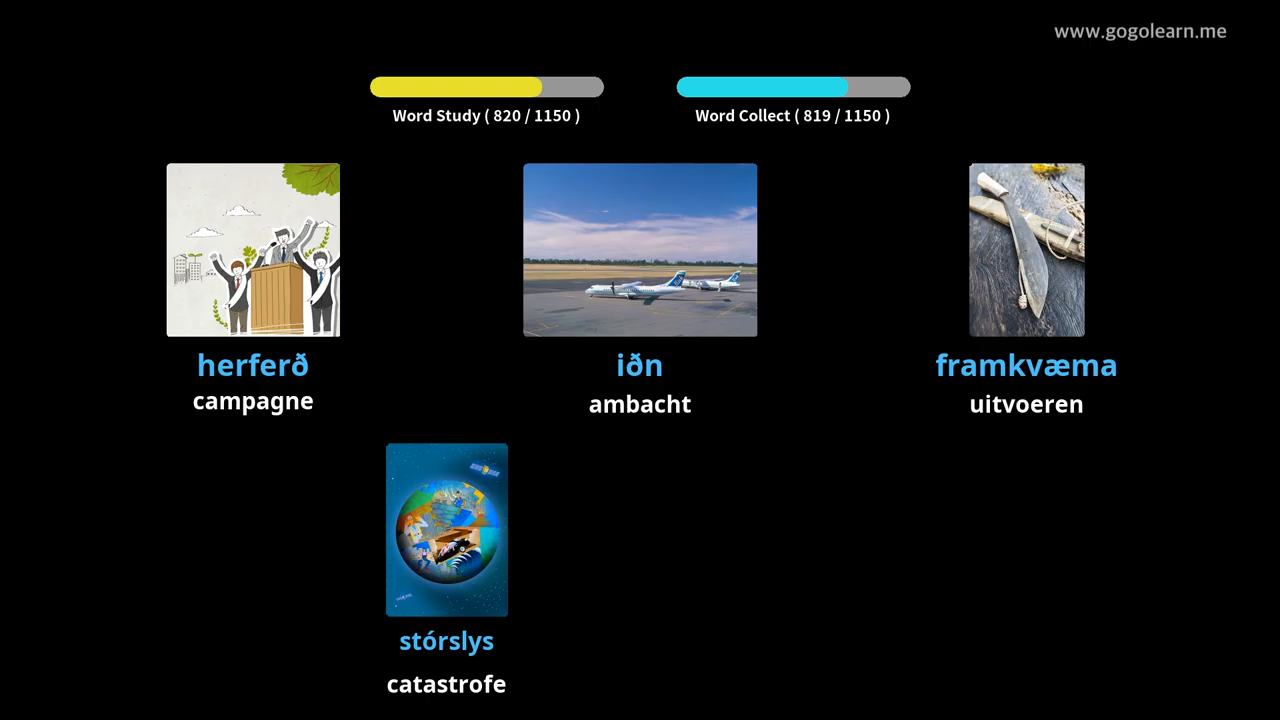 www.gogolearn.me
Word Study ( 820 / 1150 )
Word Collect ( 819 / 1150 )
herferð
campagne
iðn
ambacht
framkvæma
uitvoeren
stórslys
catastrofe